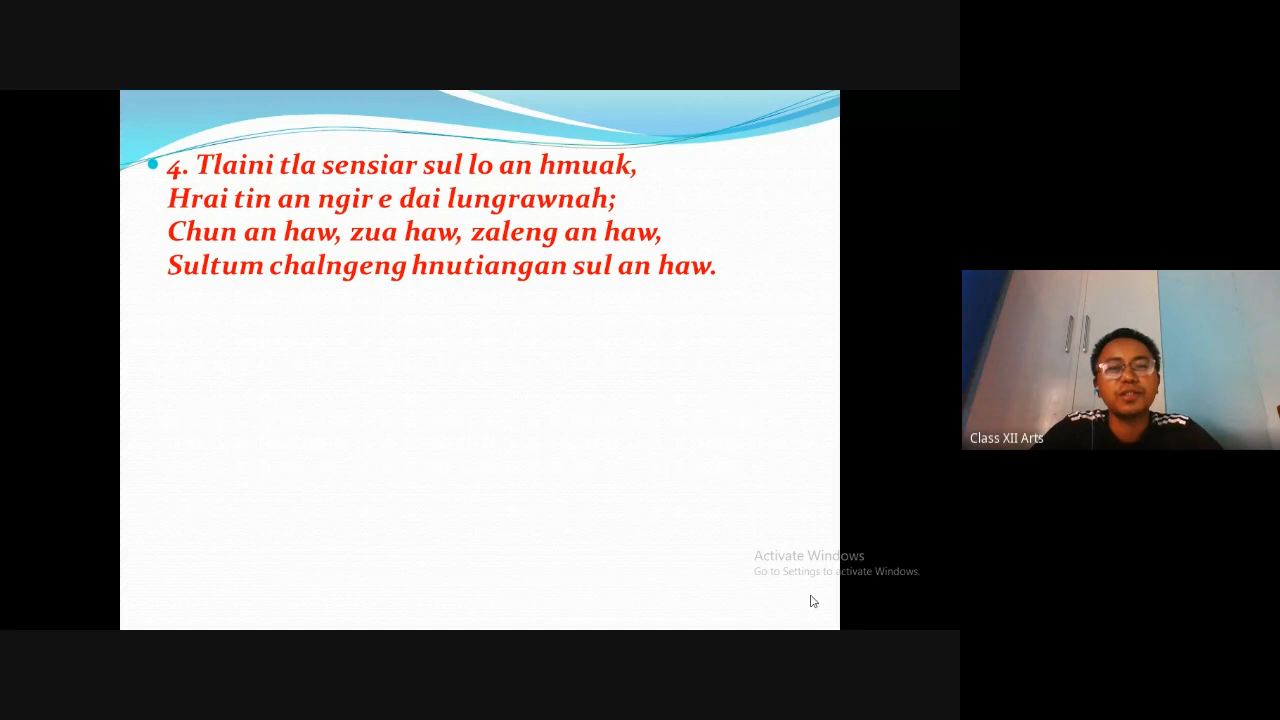 4. Tlaini tla sensiar sul lo an hmuak,
Hrai tin an ngir e dai lungrawnah;
Chun an haw, zua haw, zaleng an haw,
Sultum chalngeng hnutiangan sul an haw.
Class XII Arts
Activate Windows
Go to Settings to activate Windows.